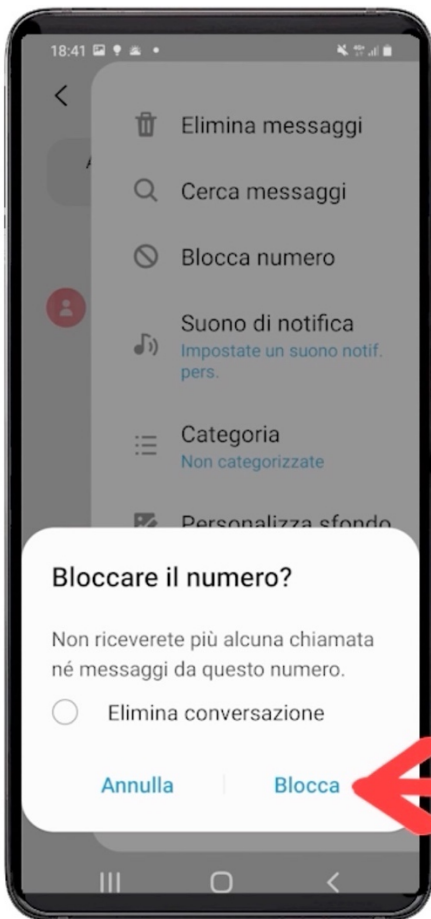 18:41
Elimina messaggi
Cerca messaggi
Blocca numero
Suono di notifica
Impostate un suono notif.
pers.
Categoria
Non categorizzate
Personalizza sfondo
Bloccare il numero?
Non riceverete più alcuna chiamata
né messaggi da questo numero.
Elimina conversazione
Annulla
Blocca